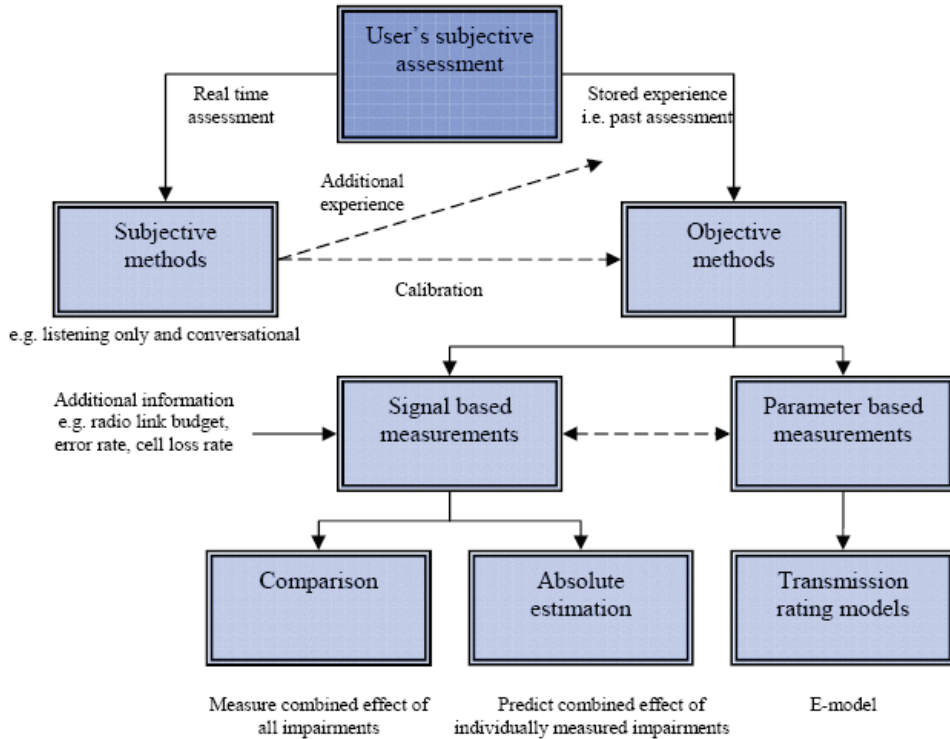 User's subjective
assessment
Real time
assessment
Stored experience
i.e. past assessment
Additional
experience
Subjective
methods
Objective
methods
Calibration
e.g. listening only and conversational
Additional information
e.g. radio link budget,
error rate, cell loss rate
Signal based
measurements
Parameter based
measurements
Comparison
Absolute
estimation
Transmission
rating models
Measure combined effect of
all impairments
Predict combined effect of
individually measured impairments
E-model